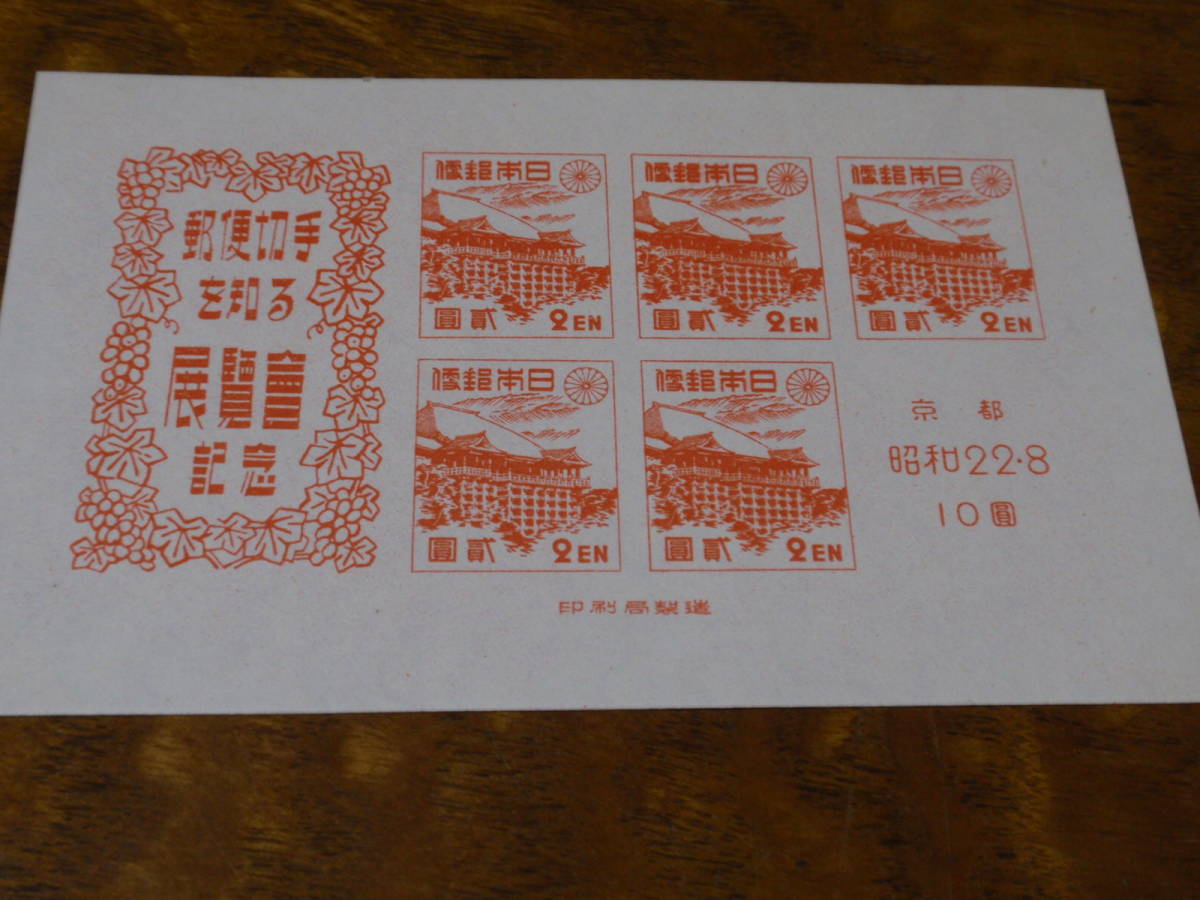 郵便切手
を知る
展覽會
記念
便郵本日
圓貳 2EN
便郵本日
圓貳 2EN
便郵本日
圓貳 2EN
便郵本日
圓貳 2EN
便郵本日
圓貳 2EN
京都
昭和22.8
10圓
印刷局製造